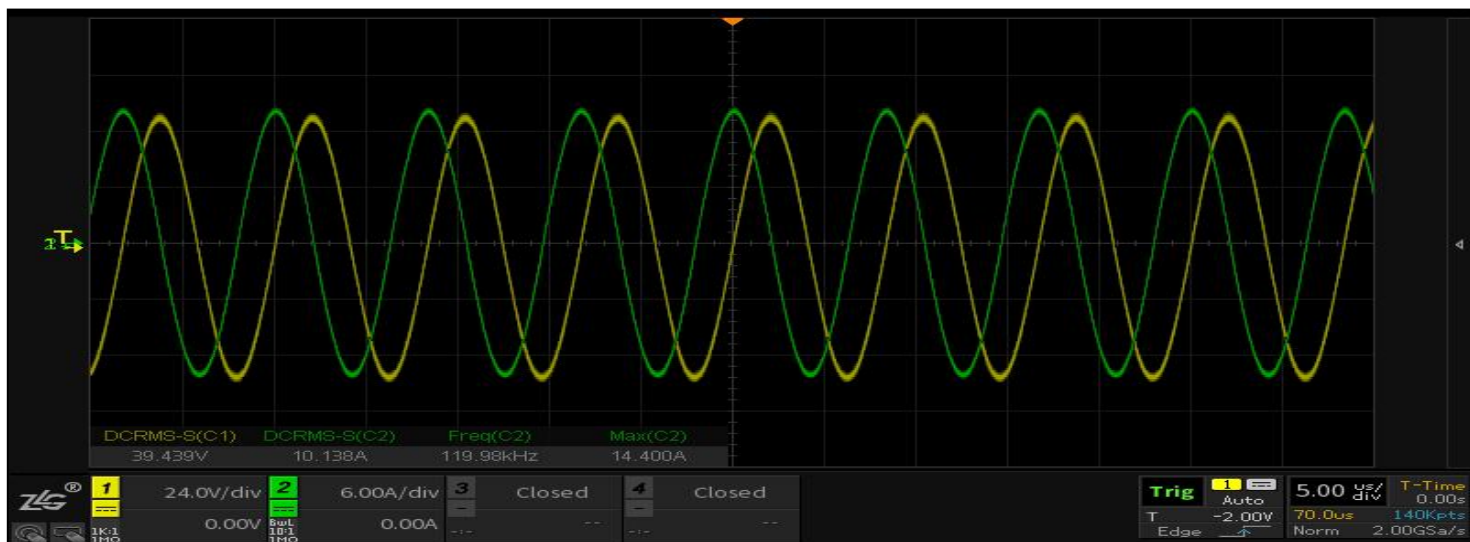 T
DCRMS-S(C1) DCRMS-S(C2) Freq(C2) Max(C2)
39.439V 10.138A 119.98kHz 14.400A
ZLG®
1 24.0V/div 2 6.00A/div 3 Closed 4 Closed
0.00V 0.00A -- --
1K:1 BwL
1MΩ 10:1
1MΩ
Trig 1 Auto 5.00 us/div T-Time
0.00s
T -2.00V 70.0us 140Kpts
Edge Norm 2.00GSa/s